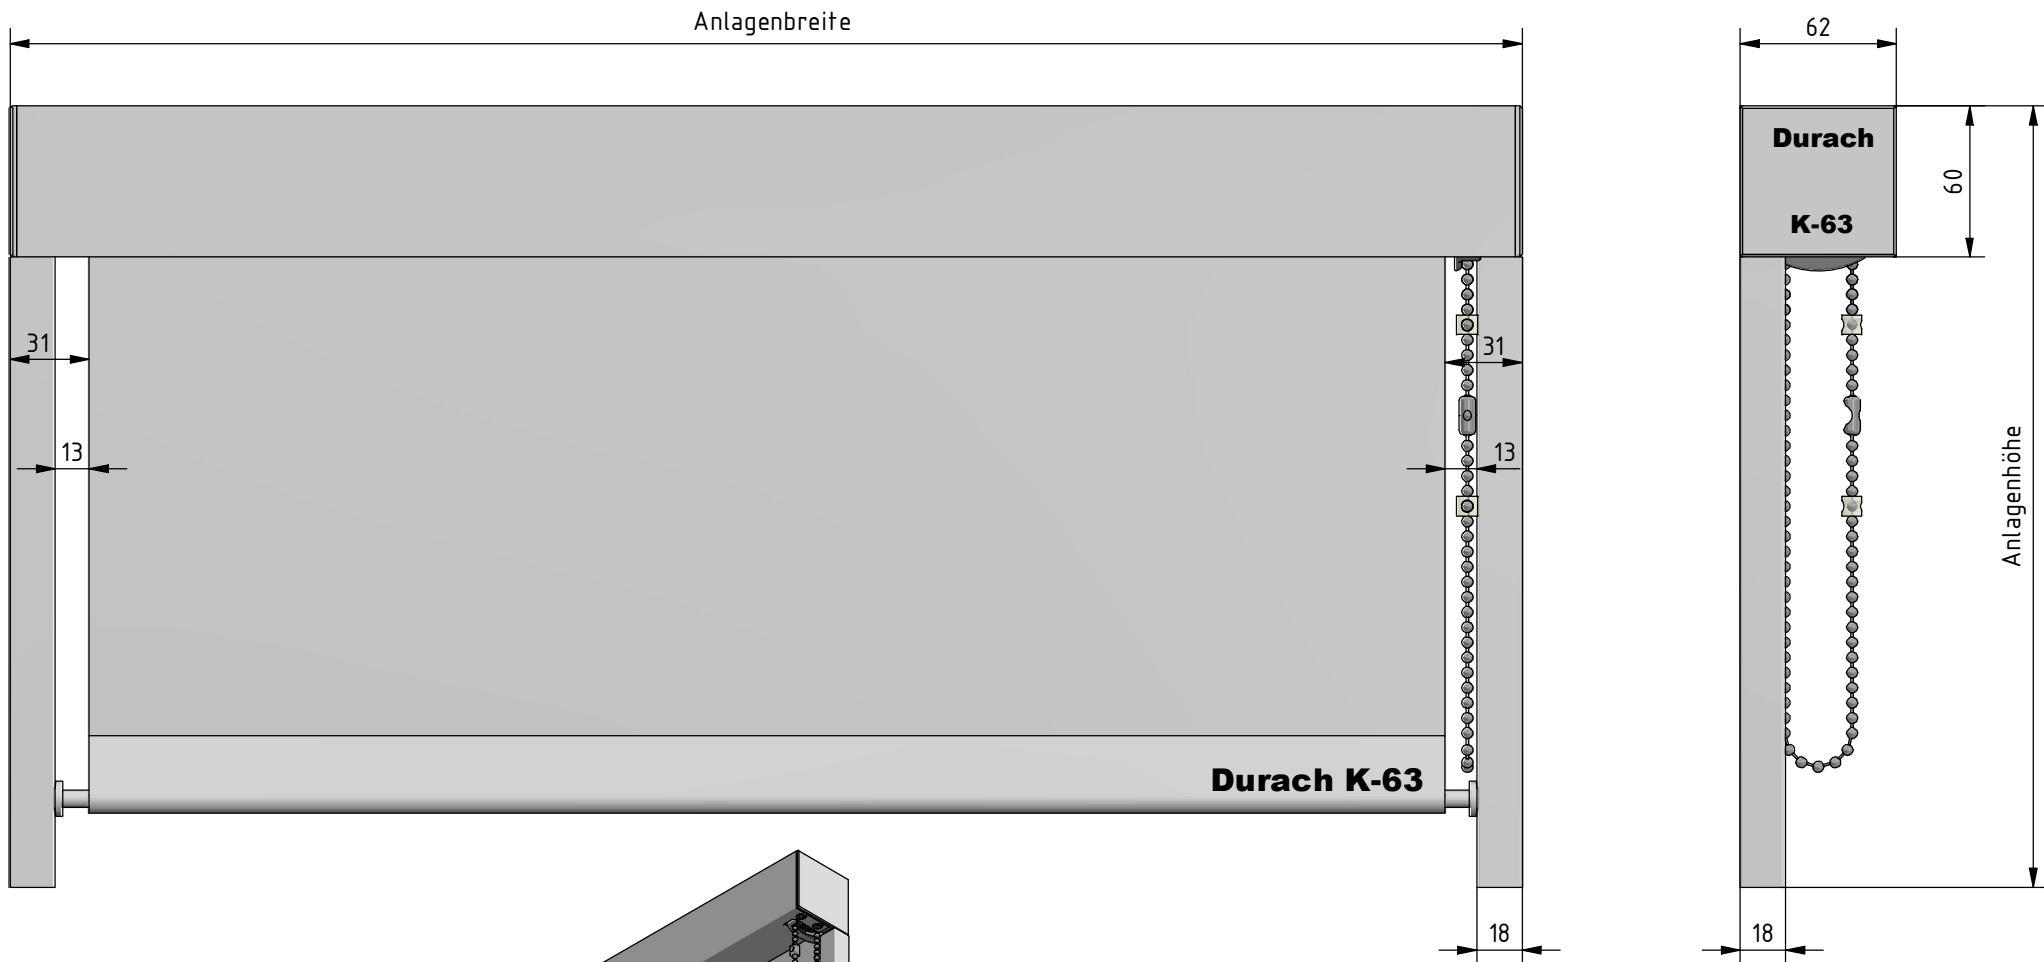 Anlagenbreite
62
Durach
K-63
60
31
31
13
13
Anlagenhöhe
Durach K-63
18
18